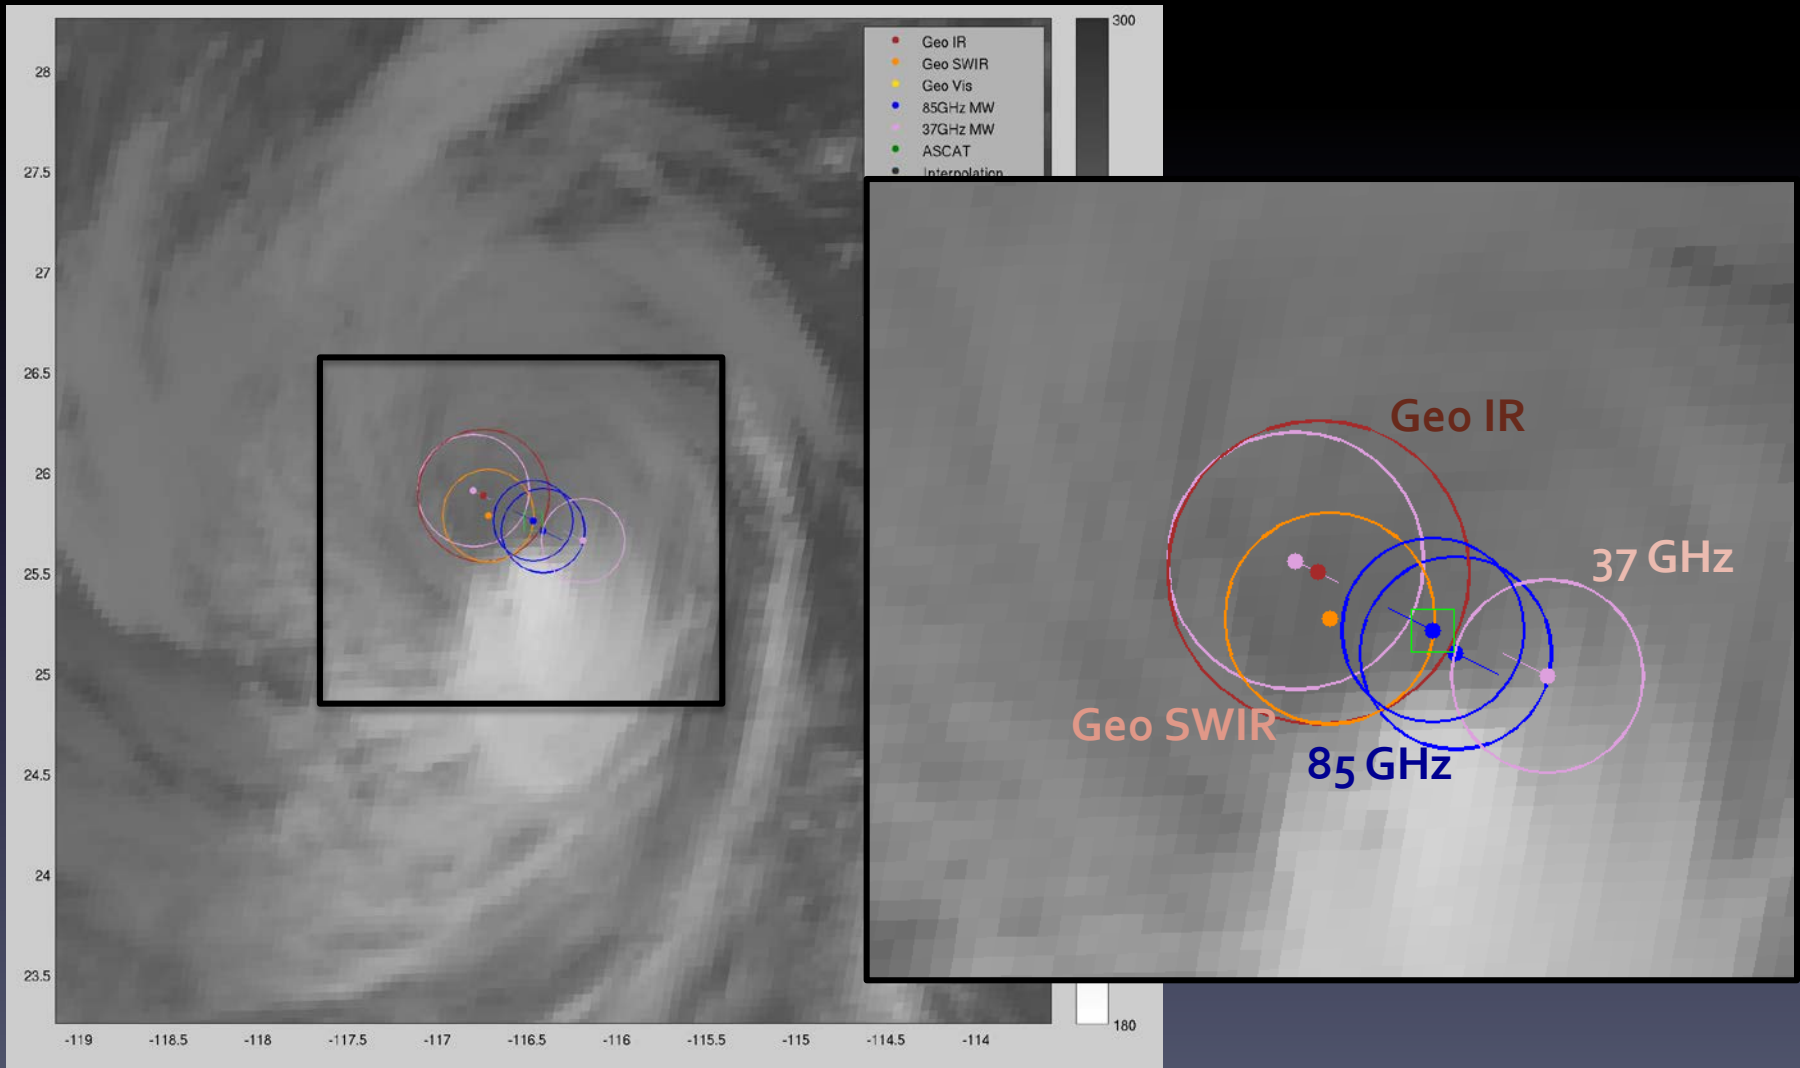 300
Geo IR
Geo SWIR
Geo Vis
85GHz MW
37GHz MW
ASCAT
Interpolation
28
27.5
27
26.5
26
25.5
25
24.5
24
23.5
-119
-118.5
-118
-117.5
-117
-116.5
-116
-115.5
-115
-114.5
-114
180
Geo IR
37 GHz
Geo SWIR
85 GHz